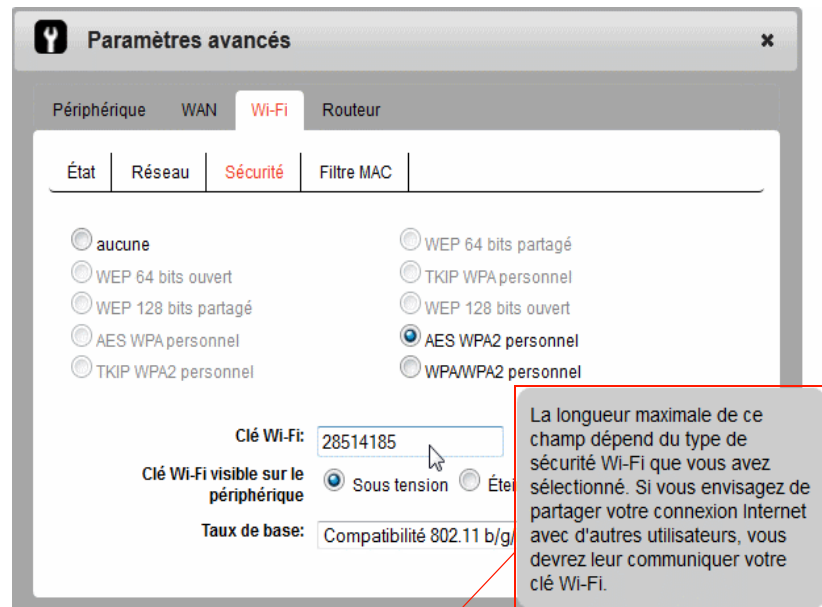 Paramètres avancés
Périphérique WAN Wi-Fi Routeur
État Réseau Sécurité Filtre MAC
aucune WEP 64 bits partagé
WEP 64 bits ouvert TKIP WPA personnel
WEP 128 bits partagé WEP 128 bits ouvert
AES WPA personnel AES WPA2 personnel
TKIP WPA2 personnel WPA/WPA2 personnel
Clé Wi-Fi: 28514185
Clé Wi-Fi visible sur le
périphérique
Sous tension
Taux de base: Compatibilité 802.11 b/g/
La longueur maximale de ce
champ dépend du type de
sécurité Wi-Fi que vous avez
sélectionné. Si vous envisagez de
partager votre connexion Internet
avec d'autres utilisateurs, vous
devrez leur communiquer votre
clé Wi-Fi.